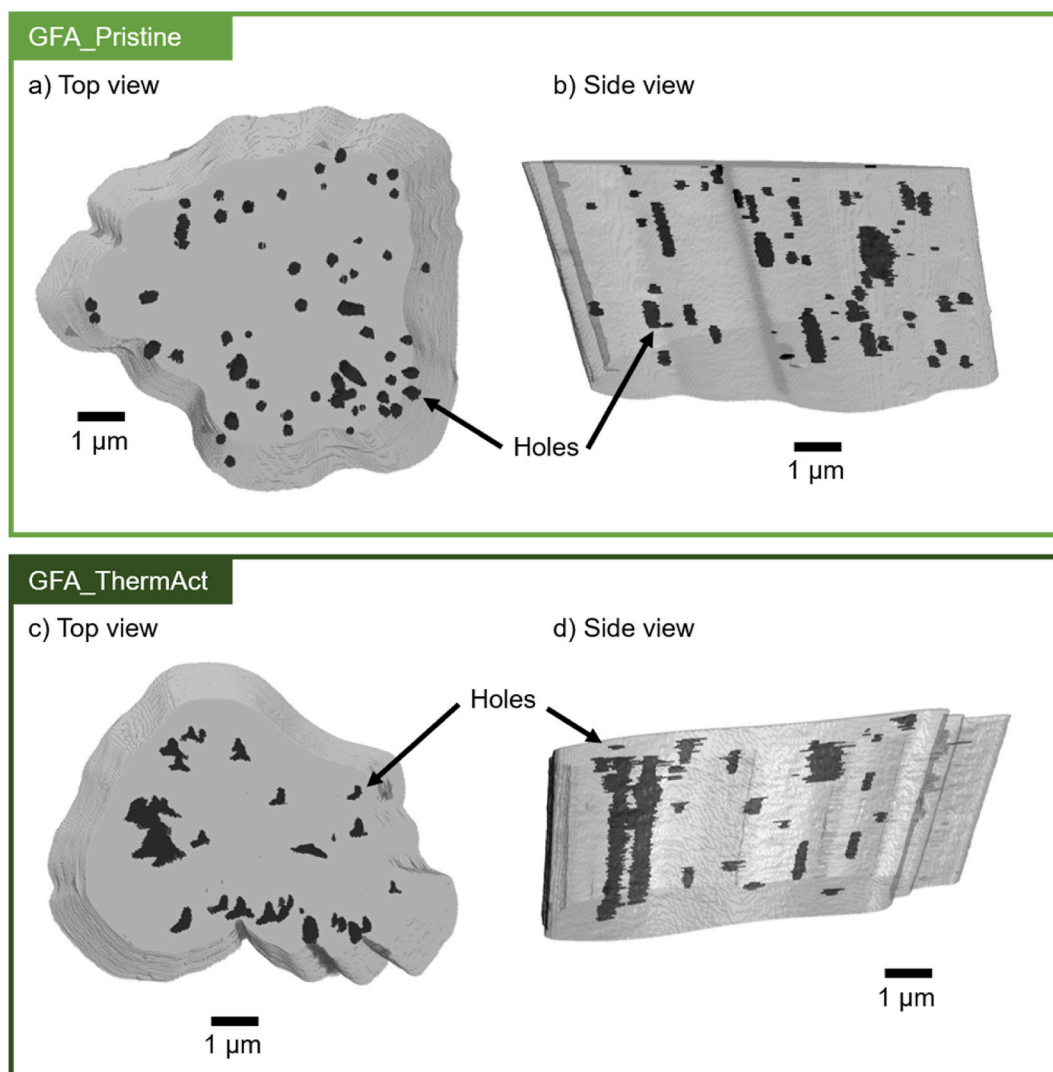 GFA_Pristine
a) Top view
b) Side view
1 μm
Holes
1 μm
GFA_ThermAct
c) Top view
d) Side view
Holes
1 μm
1 μm